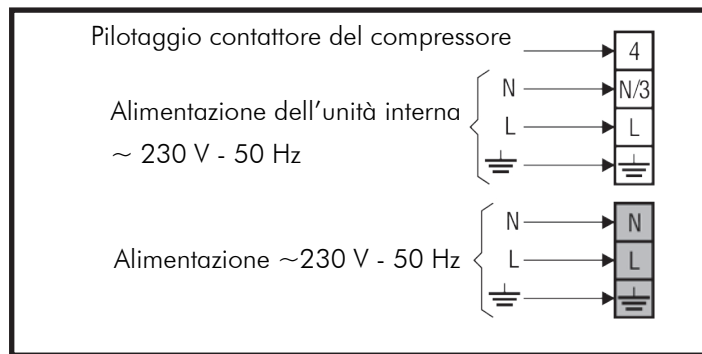 Pilotaggio contattore del compressore 4
N N/3
Alimentazione dell'unità interna
L L
~ 230 V - 50 Hz
N N
Alimentazione ~230 V - 50 Hz L L